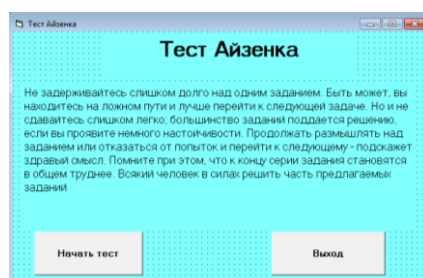 Тест Айзенка
Тест Айзенка
Не задерживайтесь слишком долго над одним заданием. Быть может, вы
находитесь на ложном пути и лучше перейти к следующей задаче. Но и не
сдавайтесь слишком легко; большинство заданий поддается решению,
если вы проявите немного настойчивости. Продолжать размышлять над
заданием или отказаться от попыток и перейти к следующему - подскажет
здравый смысл. Помните при этом, что к концу серии задания становятся
в общем труднее. Всякий человек в силах решить часть предлагаемых
заданий
Начать тест
Выход